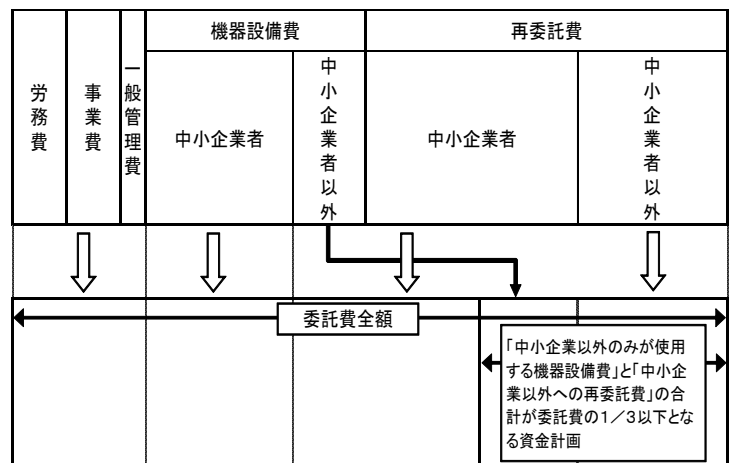 機器設備費
再委託費
労務費
事業費
一般管理費
中小企業者
中小企業者以外
中小企業者
中小企業者以外
委託費全額
「中小企業以外のみが使用
する機器設備費」と「中小企
業以外への再委託費」の合
計が委託費の1/3以下とな
る資金計画